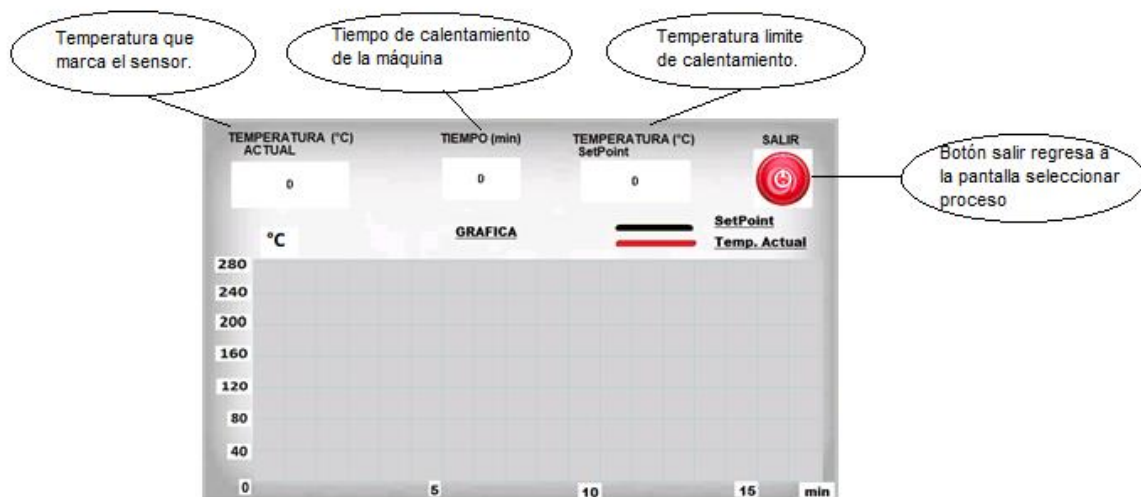 Temperatura que
marca el sensor.
Tiempo de calentamiento
de la máquina
Temperatura limite
de calentamiento.
TEMPERATURA (°C)
ACTUAL
TIEMPO (min)
TEMPERATURA (°C)
SetPoint
SALIR
0
0
0
Botón salir regresa a
la pantalla seleccionar
proceso
°C
GRAFICA
SetPoint
Temp. Actual
280
240
200
160
120
80
40
0
5
10
15
min